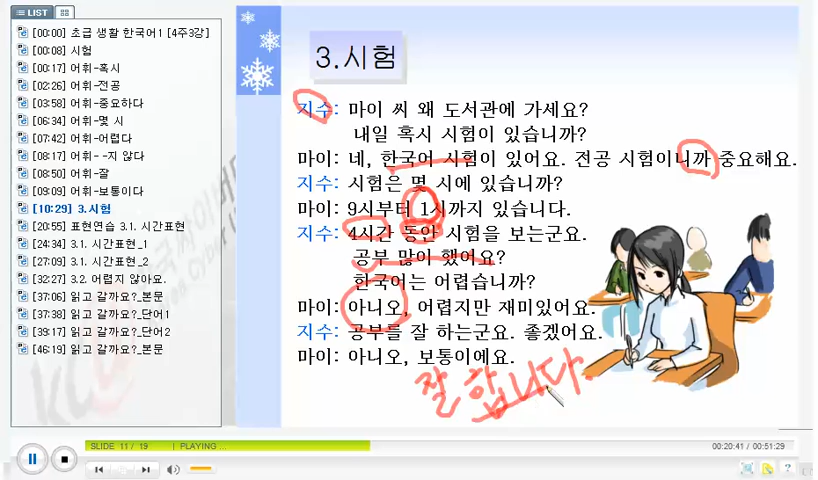 LIST
[00:00] 초급 생활 한국어1 [4주3강]
[00:08] 시험
[00:17] 어휘-혹시
[02:26] 어휘-전공
[03:58] 어휘-중요하다
[06:34] 어휘-몇 시
[07:42] 어휘-어렵다
[08:17] 어휘- -지 않다
[08:50] 어휘-잘
[09:09] 어휘-보통이다
[10:29] 3.시험
[20:55] 표현연습 3.1. 시간표현
[24:34] 3.1. 시간표현_1
[27:09] 3.1. 시간표현_2
[32:27] 3.2. 어렵지 않아요.
[37:06] 읽고 갈까요?_본문
[37:38] 읽고 갈까요?_단어1
[39:17] 읽고 갈까요?_단어2
[46:19] 읽고 갈까요?_본문
3.시험
지수: 마이 씨 왜 도서관에 가세요?
내일 혹시 시험이 있습니까?
마이: 네, 한국어 시험이 있어요. 전공 시험이니까 중요해요.
지수: 시험은 몇 시에 있습니까?
마이: 9시부터 1시까지 있습니다.
지수: 4시간 동안 시험을 보는군요.
공부 많이 했어요?
한국어는 어렵습니까?
마이: 아니오, 어렵지만 재미있어요.
지수: 공부를 잘 하는군요. 좋겠어요.
마이: 아니오, 보통이에요.
잘 합니다.
SLIDE 11 / 19 | PLAYING ...
00:20:41 / 00:51:29